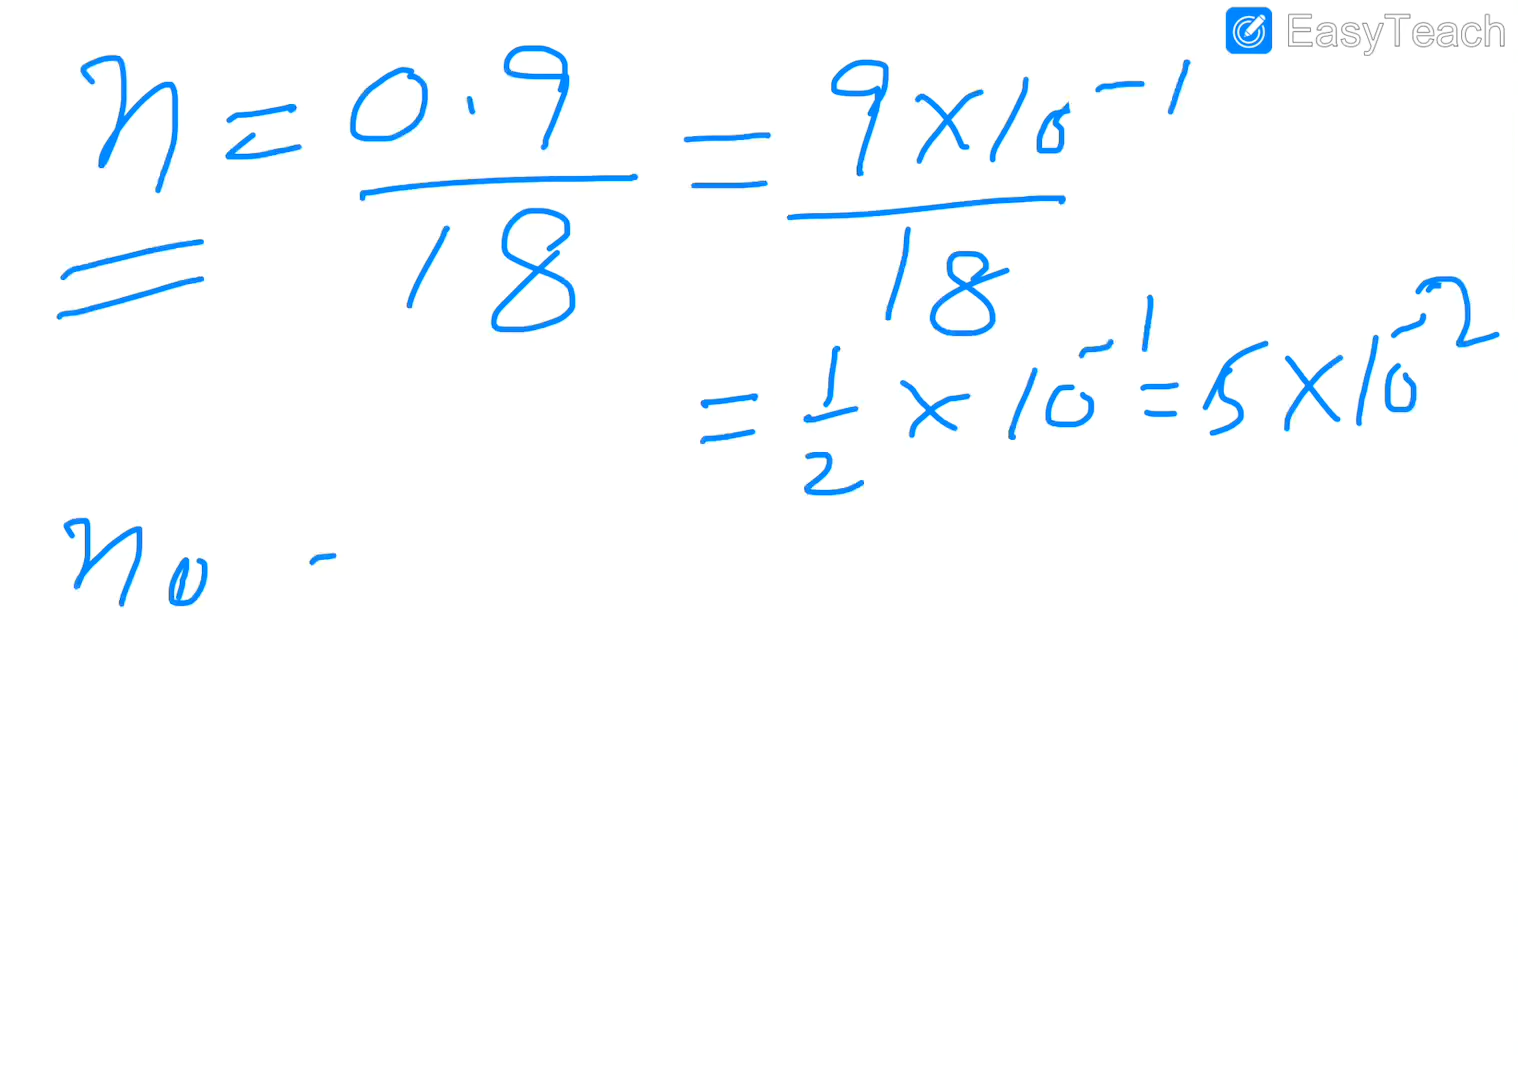 EasyTeach
n = 0.9/18 = 9×10⁻¹/18
= 1/2 × 10⁻¹ = 5×10⁻²
n₀ -